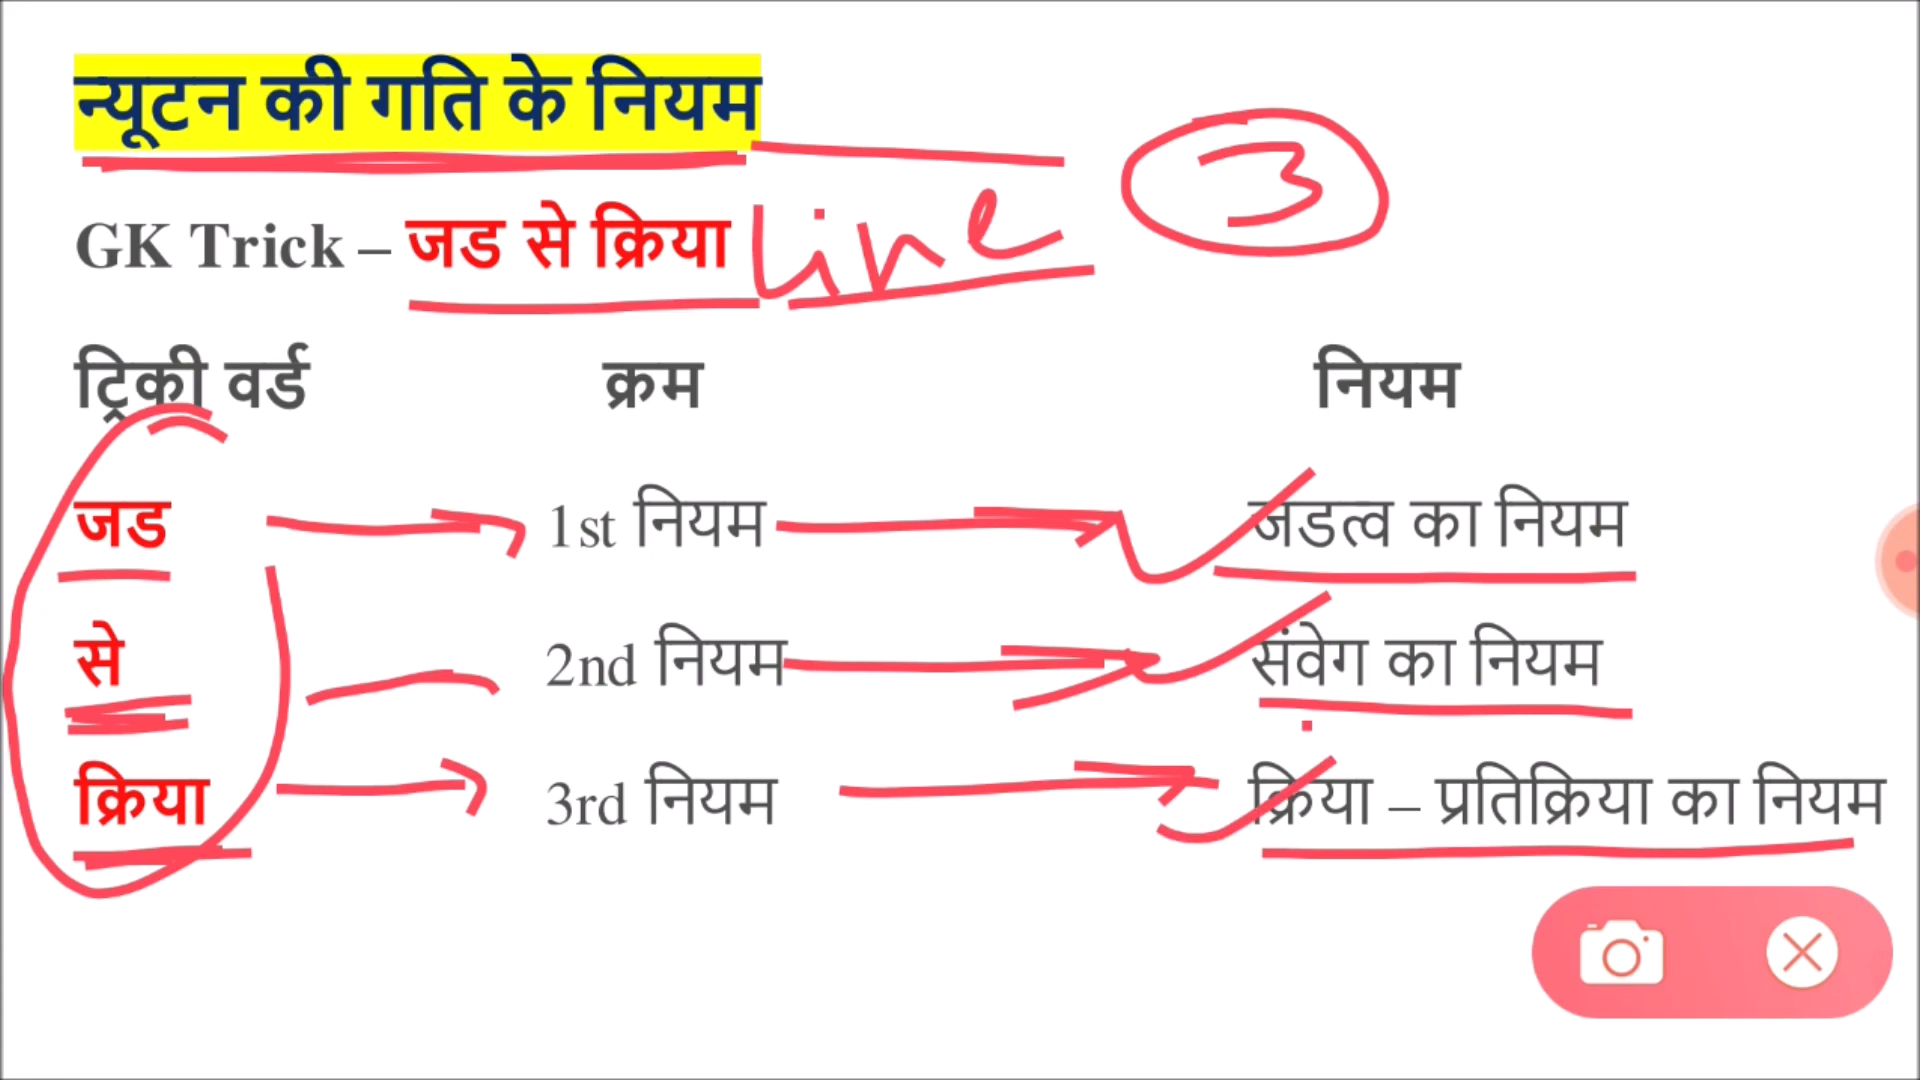 न्यूटन की गति के नियम
3
GK Trick – जड से क्रिया line
ट्रिकी वर्ड क्रम नियम
जड 1st नियम जडत्व का नियम
से 2nd नियम संवेग का नियम
क्रिया 3rd नियम क्रिया – प्रतिक्रिया का नियम